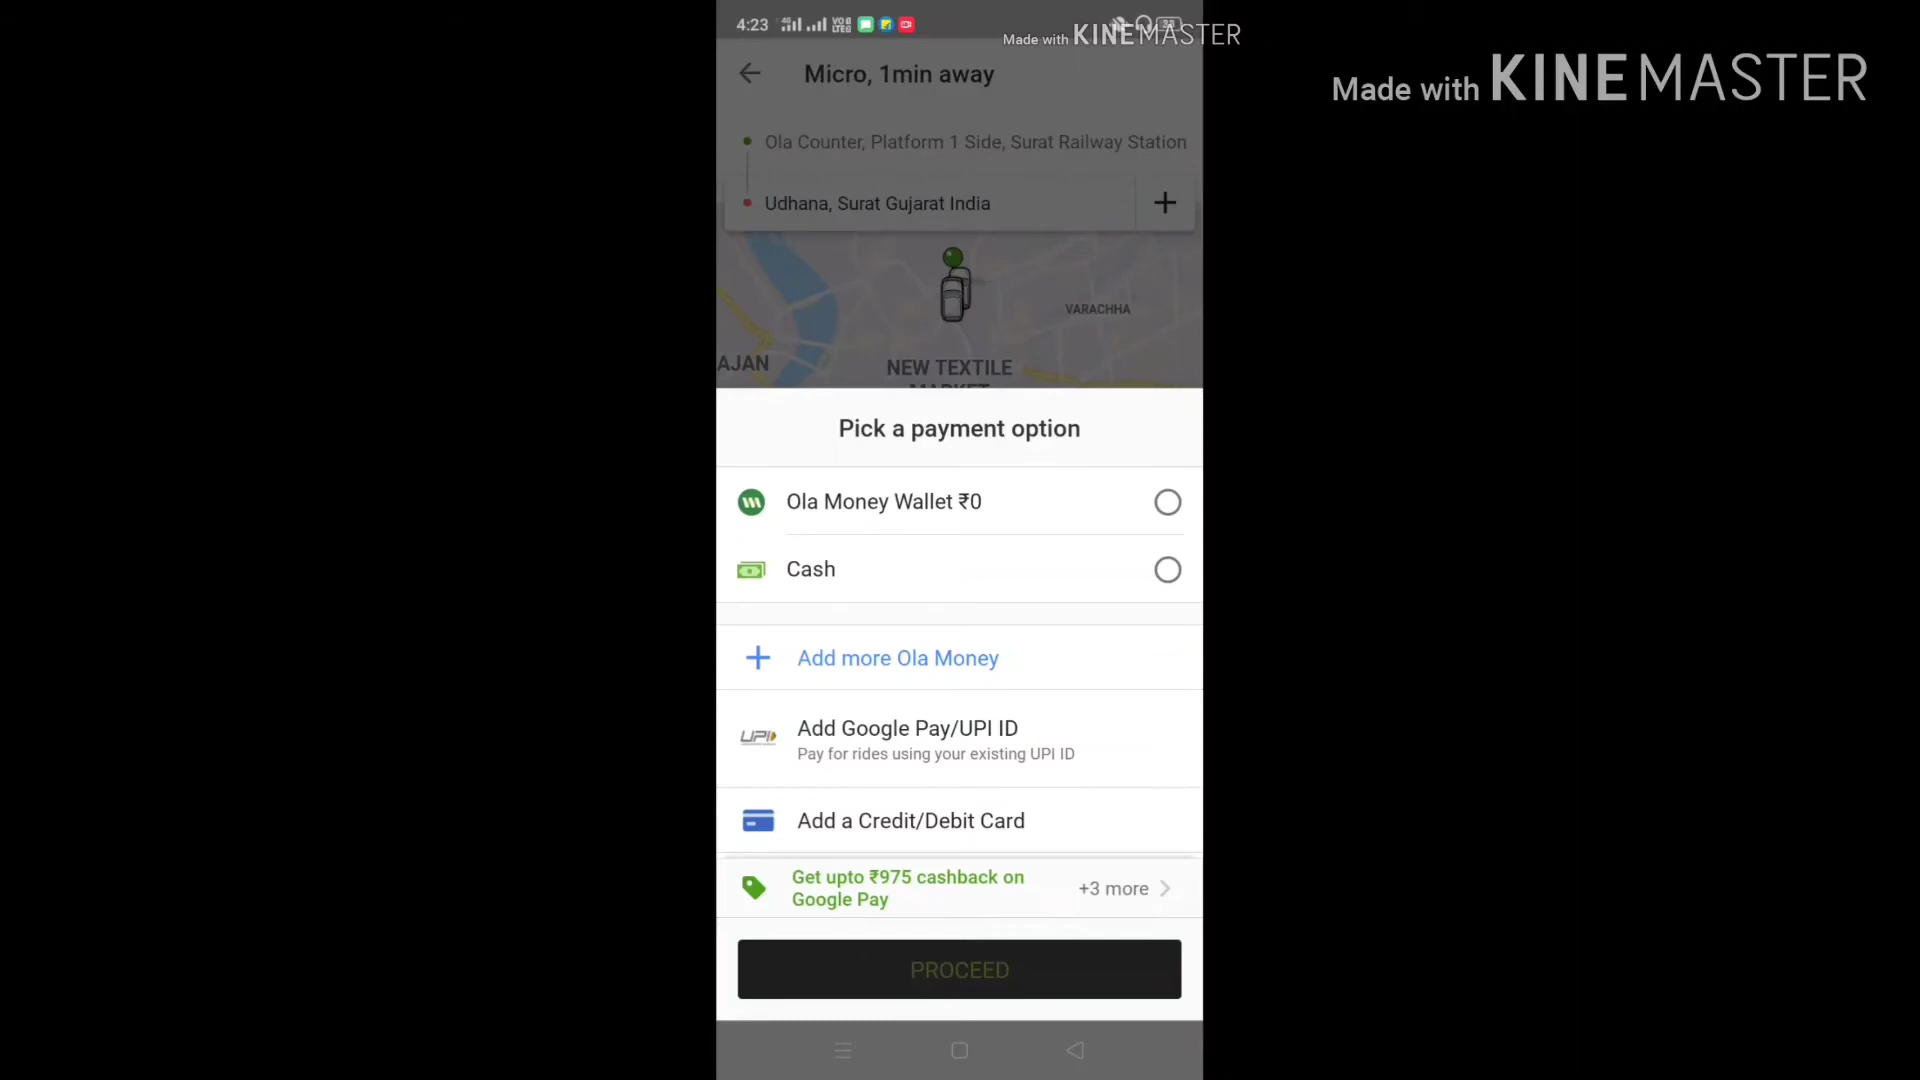 4:23
Made with KINEMASTER
Made with KINEMASTER
Micro, 1min away
Ola Counter, Platform 1 Side, Surat Railway Station
Udhana, Surat Gujarat India
VARACHHA
AJAN
NEW TEXTILE
MARKET
Pick a payment option
Ola Money Wallet ₹0
Cash
Add more Ola Money
UPI
Add Google Pay/UPI ID
Pay for rides using your existing UPI ID
Add a Credit/Debit Card
Get upto ₹975 cashback on
Google Pay
+3 more
PROCEED